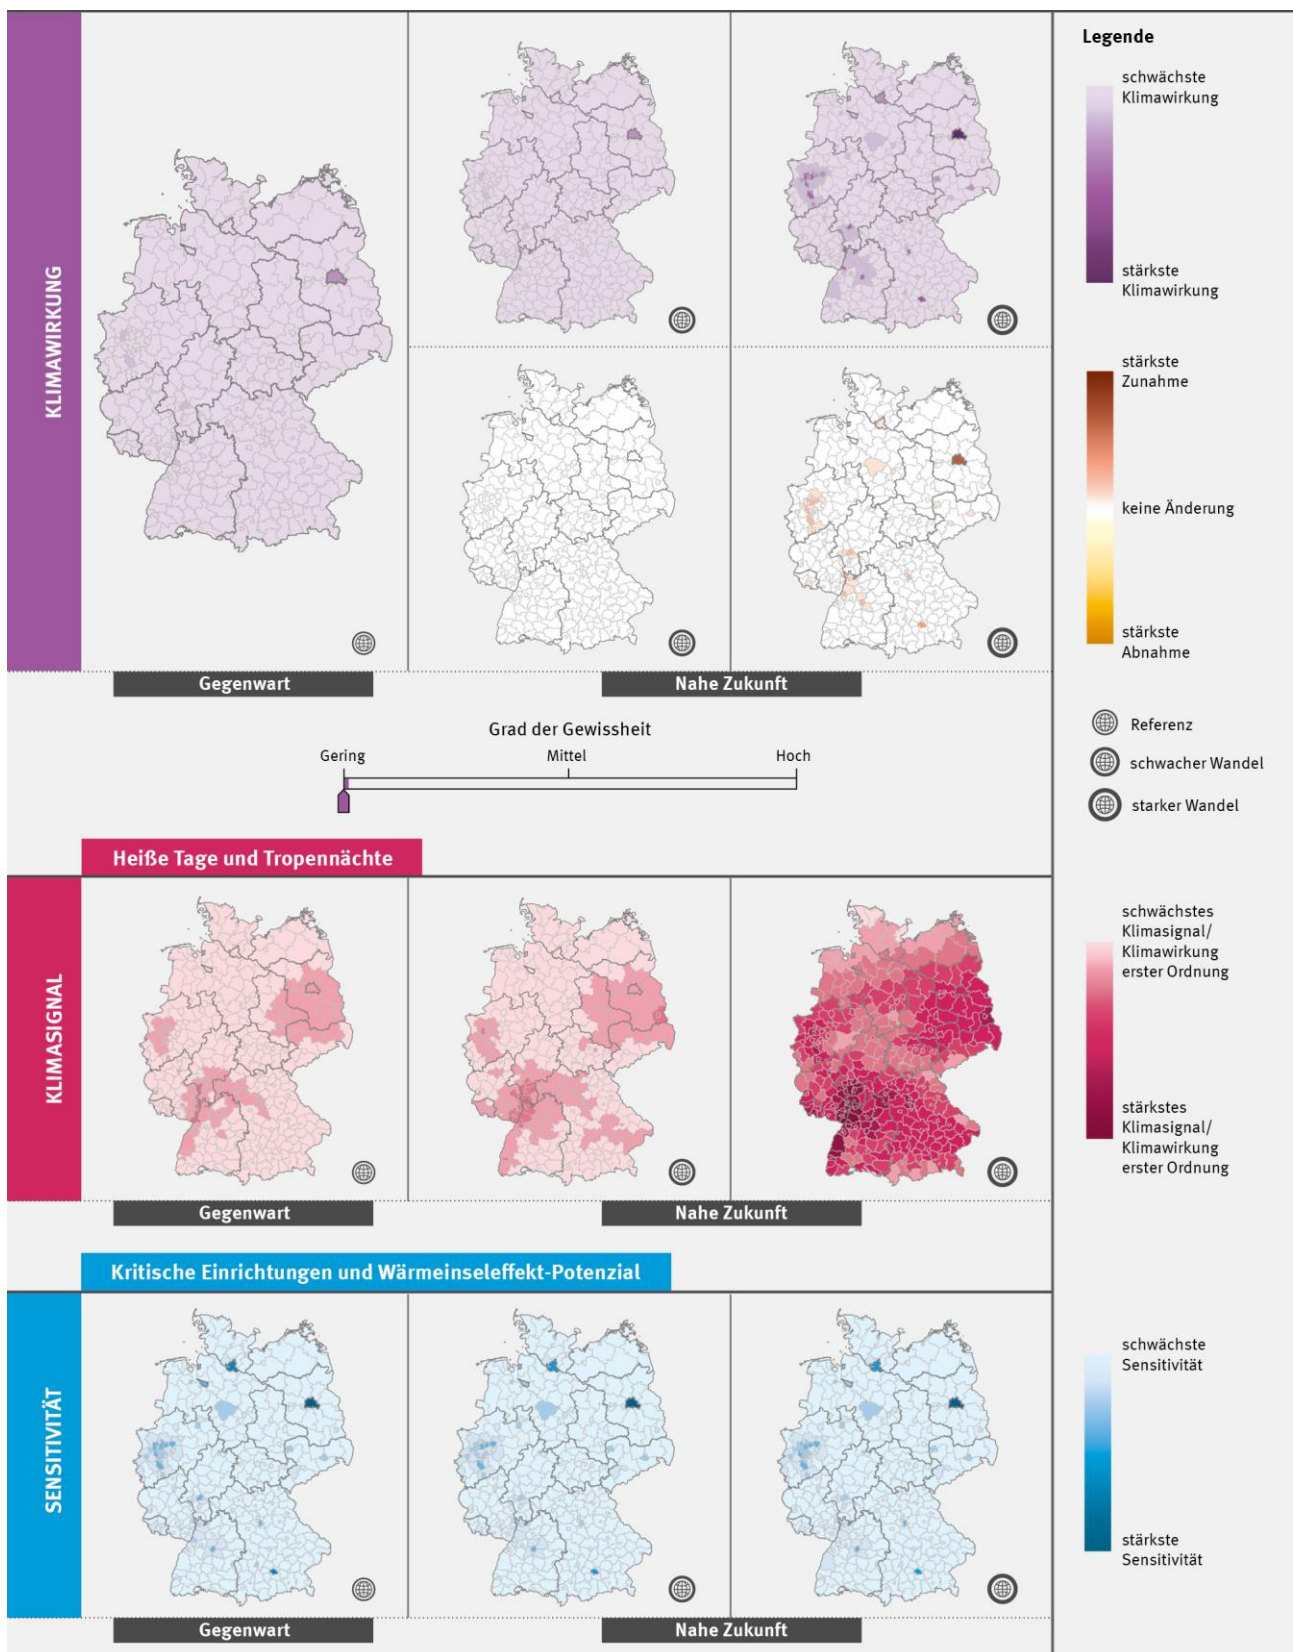 KLIMAWIRKUNG
Gegenwart
Nahe Zukunft
Legende
schwächste
Klimawirkung
stärkste
Klimawirkung
stärkste
Zunahme
keine Änderung
stärkste
Abnahme
Referenz
schwacher Wandel
starker Wandel
Grad der Gewissheit
Gering
Mittel
Hoch
Heiße Tage und Tropennächte
KLIMASIGNAL
Gegenwart
Nahe Zukunft
schwächstes
Klimasignal/
Klimawirkung
erster Ordnung
stärkstes
Klimasignal/
Klimawirkung
erster Ordnung
Kritische Einrichtungen und Wärmeinseleffekt-Potenzial
SENSITIVITÄT
Gegenwart
Nahe Zukunft
schwächste
Sensitivität
stärkste
Sensitivität